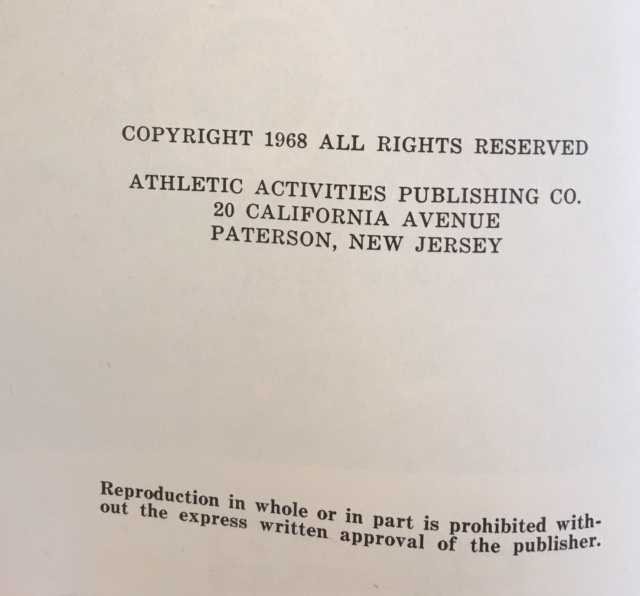 COPYRIGHT 1968 ALL RIGHTS RESERVED
ATHLETIC ACTIVITIES PUBLISHING CO.
20 CALIFORNIA AVENUE
PATERSON, NEW JERSEY
Reproduction in whole or in part is prohibited with-
out the express written approval of the publisher.